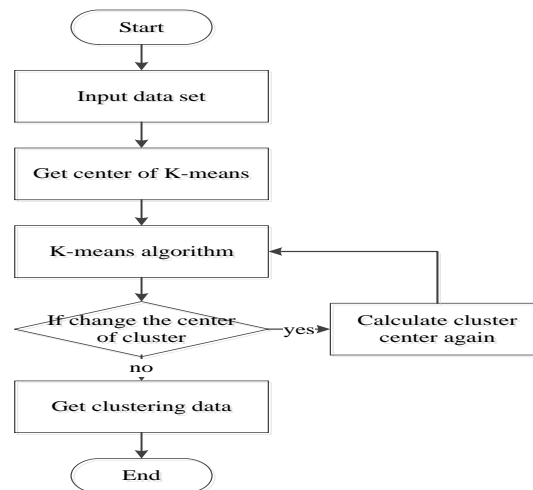 Start
Input data set
Get center of K-means
K-means algorithm
If change the center
of cluster
yes
Calculate cluster
center again
no
Get clustering data
End